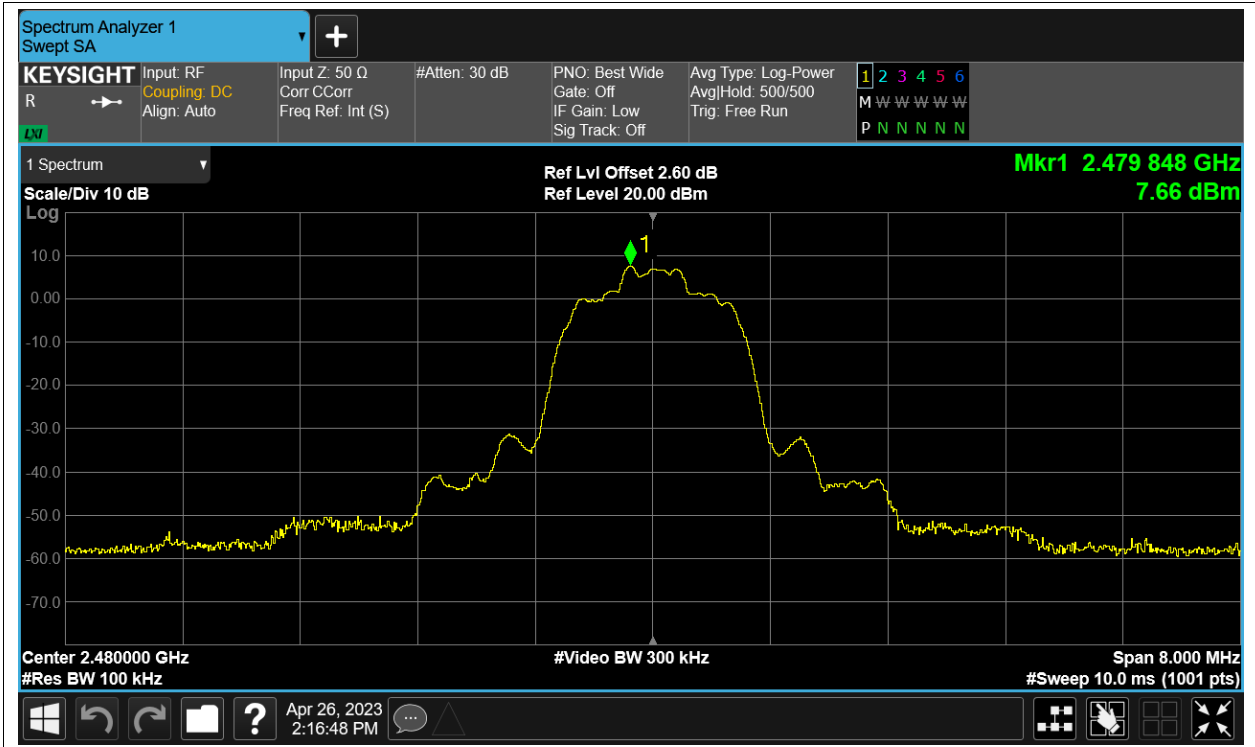 Spectrum Analyzer 1
Swept SA
KEYSIGHT Input: RF Input Z: 50 Ω #Atten: 30 dB PNO: Best Wide Avg Type: Log-Power 1 2 3 4 5 6
R Coupling: DC Corr CCorr Gate: Off Avg|Hold: 500/500 M W W W W W
Align: Auto Freq Ref: Int (S) IF Gain: Low Trig: Free Run
LXI Sig Track: Off P N N N N N
1 Spectrum Ref Lvl Offset 2.60 dB Mkr1 2.479 848 GHz
Scale/Div 10 dB Ref Level 20.00 dBm 7.66 dBm
Log
1
10.0
0.00
-10.0
-20.0
-30.0
-40.0
-50.0
-60.0
-70.0
Center 2.480000 GHz #Video BW 300 kHz Span 8.000 MHz
#Res BW 100 kHz #Sweep 10.0 ms (1001 pts)
? Apr 26, 2023
2:16:48 PM